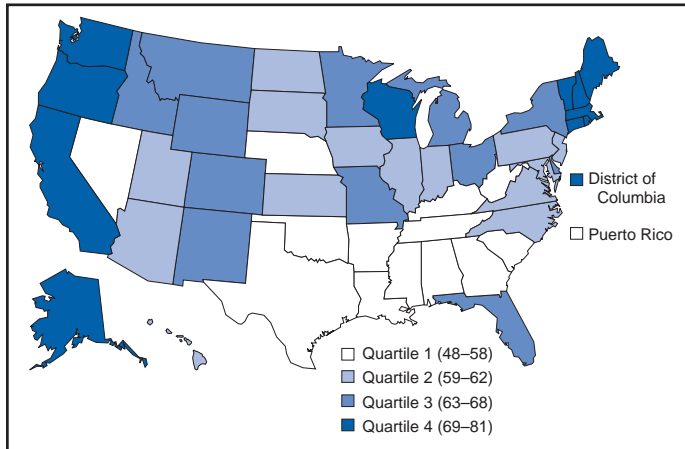 District of
Columbia
Puerto Rico
Quartile 1 (48–58)
Quartile 2 (59–62)
Quartile 3 (63–68)
Quartile 4 (69–81)